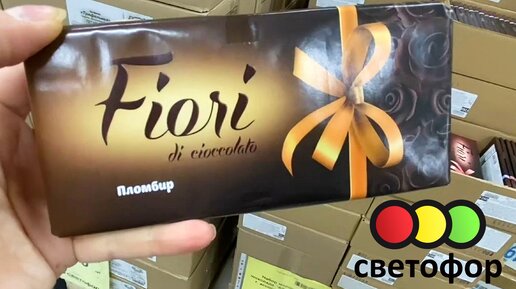 Fiori
di cioccolato
Пломбир
светофор